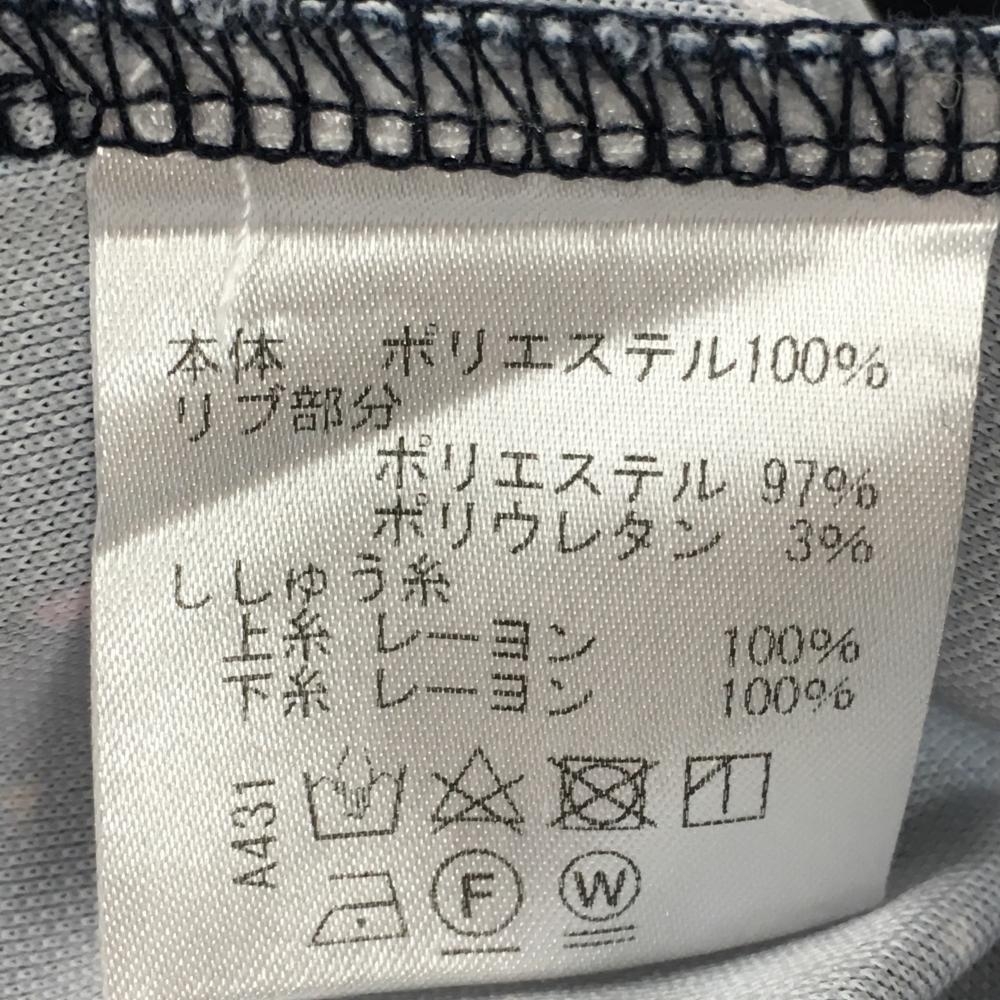 本体 ポリエステル100%
リブ部分
ポリエステル 97%
ポリウレタン 3%
ししゅう糸
上糸 レーヨン 100%
下糸 レーヨン 100%
A431
F W